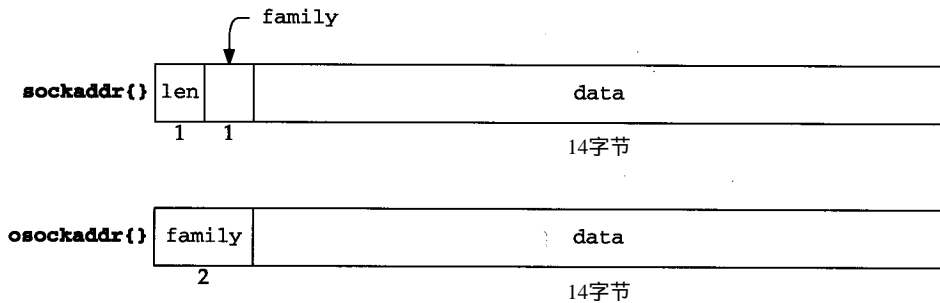 family
sockaddr{} len data
1 1
14字节
osockaddr{} family data
2
14字节